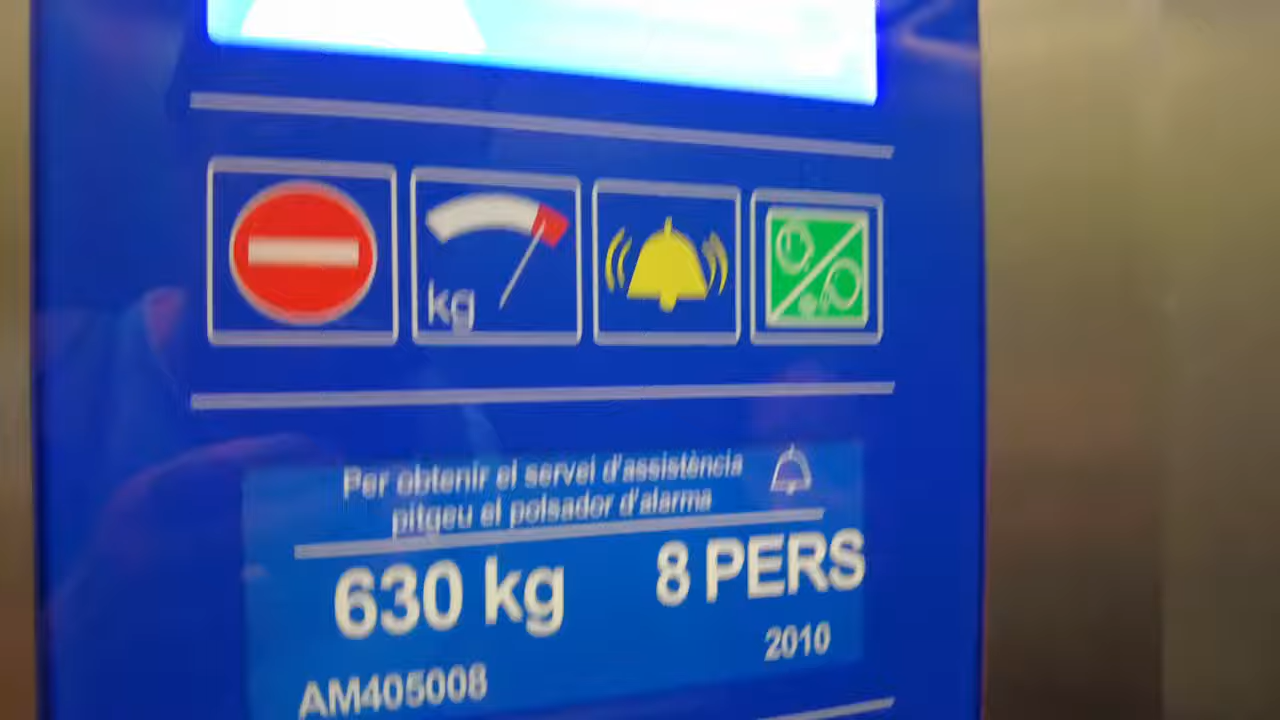 kg
Per obtenir el servei d'assistència
pitgeu el polsador d'alarma
630 kg
8 PERS
2010
AM405008